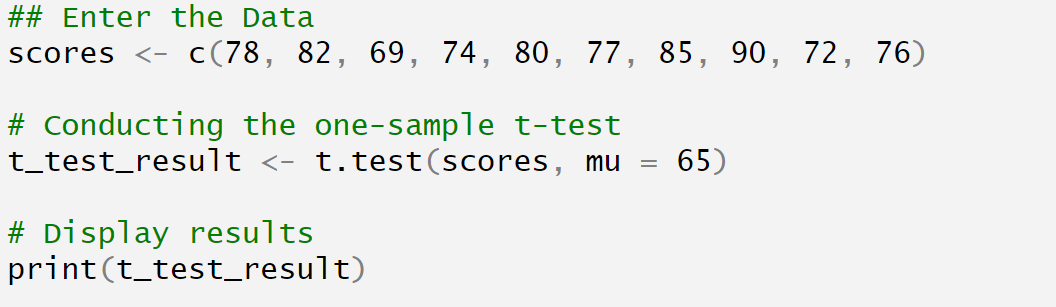 ## Enter the Data
scores <- c(78, 82, 69, 74, 80, 77, 85, 90, 72, 76)
# Conducting the one-sample t-test
t_test_result <- t.test(scores, mu = 65)
# Display results
print(t_test_result)